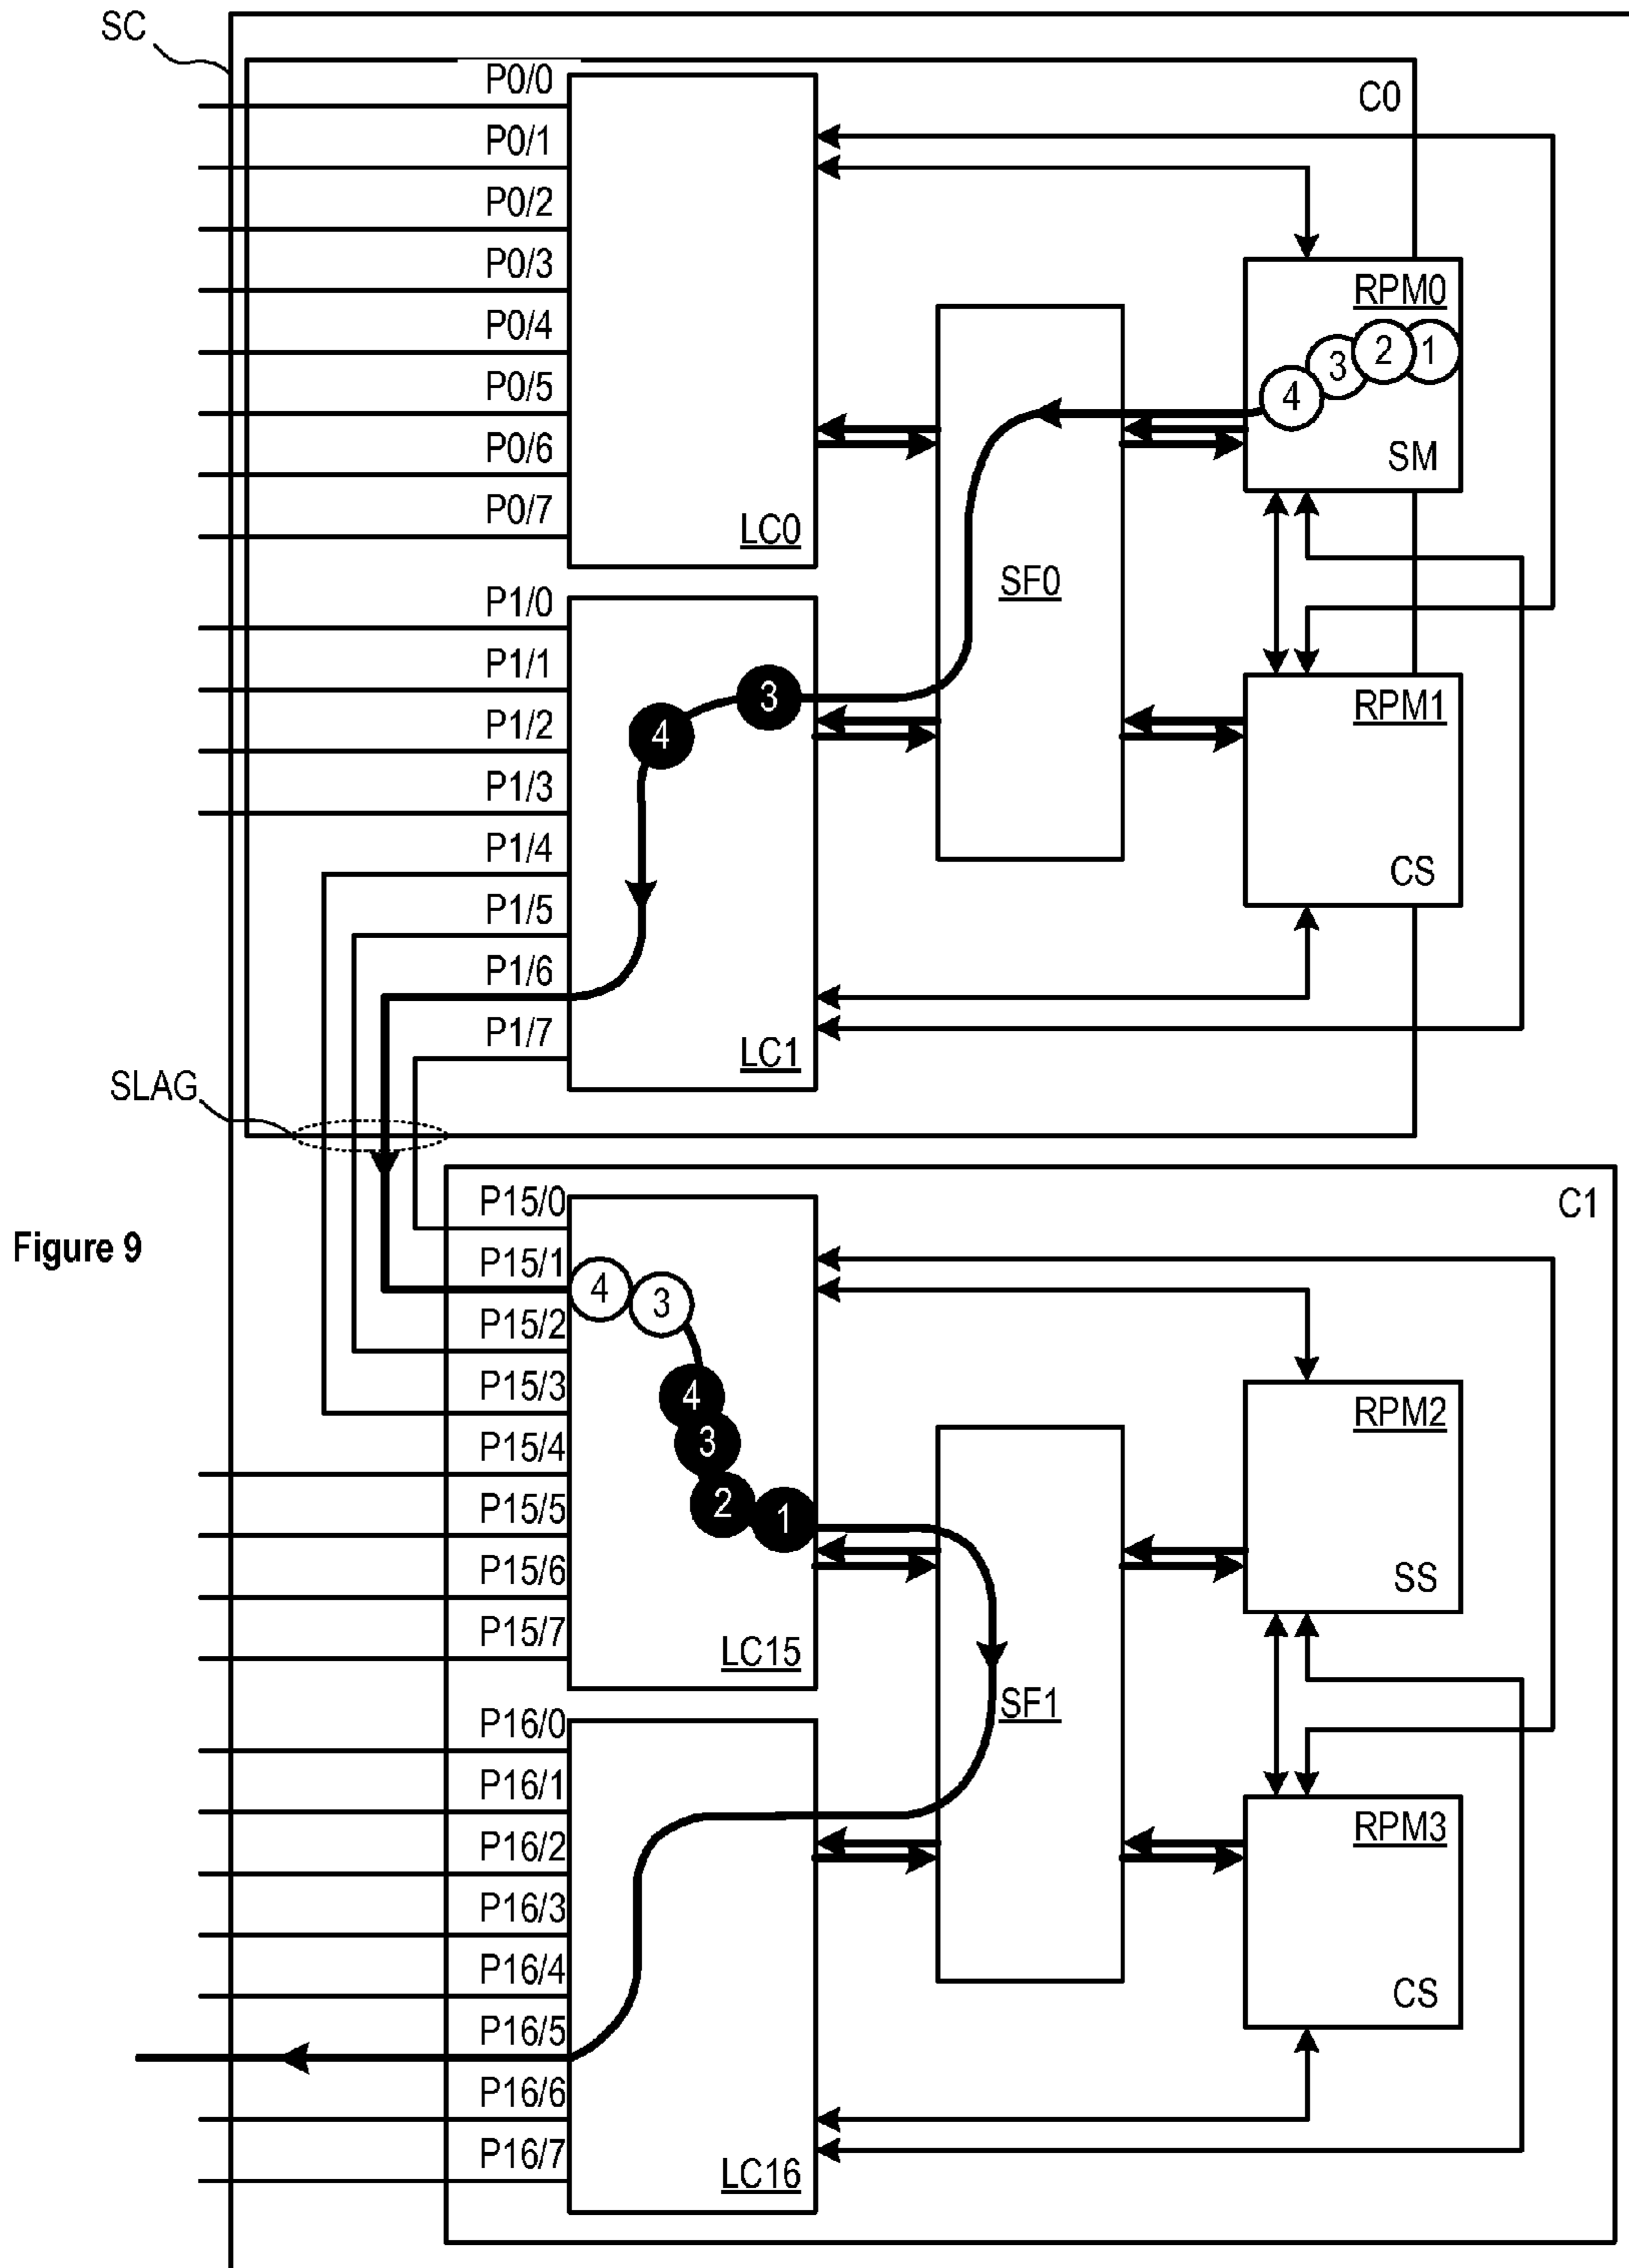 SC
P0/0
C0
P0/1
P0/2
P0/3
RPM0
P0/4
1
2
3
4
P0/5
P0/6
SM
P0/7
LC0
SF0
P1/0
P1/1
3
RPM1
P1/2
4
P1/3
P1/4
CS
P1/5
P1/6
P1/7
LC1
SLAG
P15/0
C1
Figure 9
P15/1
4
3
P15/2
P15/3
4
RPM2
P15/4
3
P15/5
2
1
P15/6
SS
P15/7
LC15
SF1
P16/0
P16/1
RPM3
P16/2
P16/3
P16/4
CS
P16/5
P16/6
P16/7
LC16